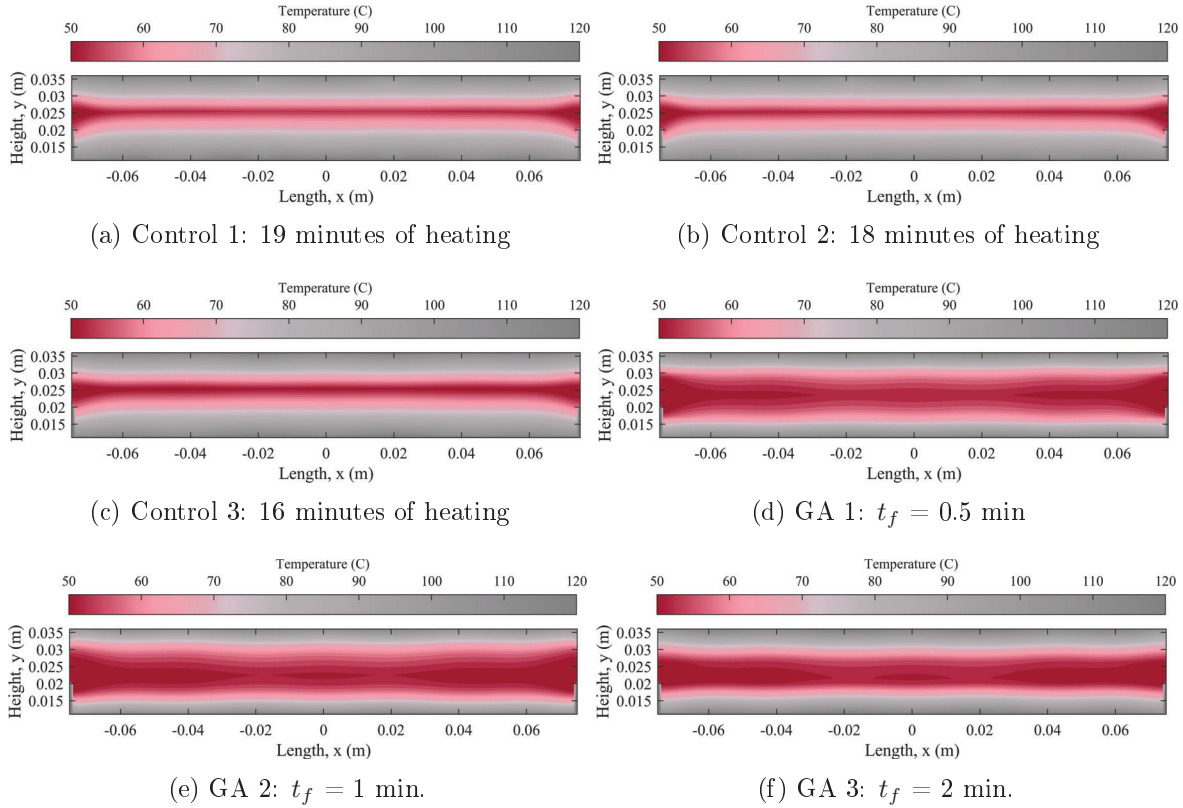 Temperature (C)
50 60 70 80 90 100 110 120
Height, y (m)
0.035
0.03
0.025
0.02
0.015
-0.06 -0.04 -0.02 0 0.02 0.04 0.06
Length, x (m)
(a) Control 1: 19 minutes of heating
Temperature (C)
50 60 70 80 90 100 110 120
Height, y (m)
0.035
0.03
0.025
0.02
0.015
-0.06 -0.04 -0.02 0 0.02 0.04 0.06
Length, x (m)
(b) Control 2: 18 minutes of heating
Temperature (C)
50 60 70 80 90 100 110 120
Height, y (m)
0.035
0.03
0.025
0.02
0.015
-0.06 -0.04 -0.02 0 0.02 0.04 0.06
Length, x (m)
(c) Control 3: 16 minutes of heating
Temperature (C)
50 60 70 80 90 100 110 120
Height, y (m)
0.035
0.03
0.025
0.02
0.015
-0.06 -0.04 -0.02 0 0.02 0.04 0.06
Length, x (m)
(d) GA 1: t_f = 0.5 min
Temperature (C)
50 60 70 80 90 100 110 120
Height, y (m)
0.035
0.03
0.025
0.02
0.015
-0.06 -0.04 -0.02 0 0.02 0.04 0.06
Length, x (m)
(e) GA 2: t_f = 1 min.
Temperature (C)
50 60 70 80 90 100 110 120
Height, y (m)
0.035
0.03
0.025
0.02
0.015
-0.06 -0.04 -0.02 0 0.02 0.04 0.06
Length, x (m)
(f) GA 3: t_f = 2 min.